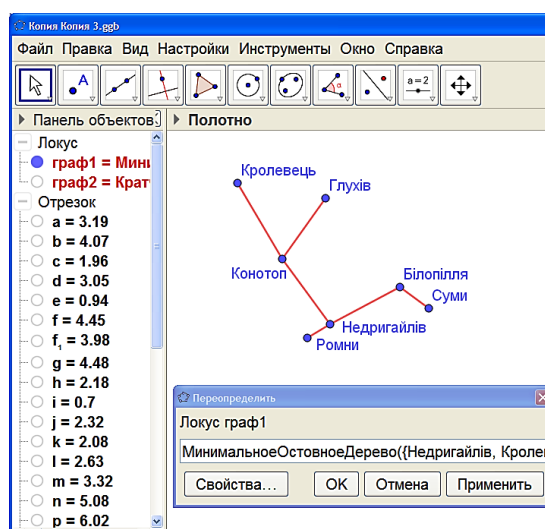 Копия Копия 3.ggb
Файл Правка Вид Настройки Инструменты Окно Справка
A
α
a=2
Панель объектов
Полотно
Локус
граф1 = Мини
граф2 = Крат
Отрезок
a = 3.19
b = 4.07
c = 1.96
d = 3.05
e = 0.94
f = 4.45
f₁ = 3.98
g = 4.48
h = 2.18
i = 0.7
j = 2.32
k = 2.08
l = 2.63
m = 3.32
n = 5.08
p = 6.02
Кролевець
Глухів
Конотоп
Білопілля
Суми
Недригайлів
Ромни
Переопределить
Локус граф1
МинимальноеОстовноеДерево({Недригайлів, Кролев
Свойства... OK Отмена Применить